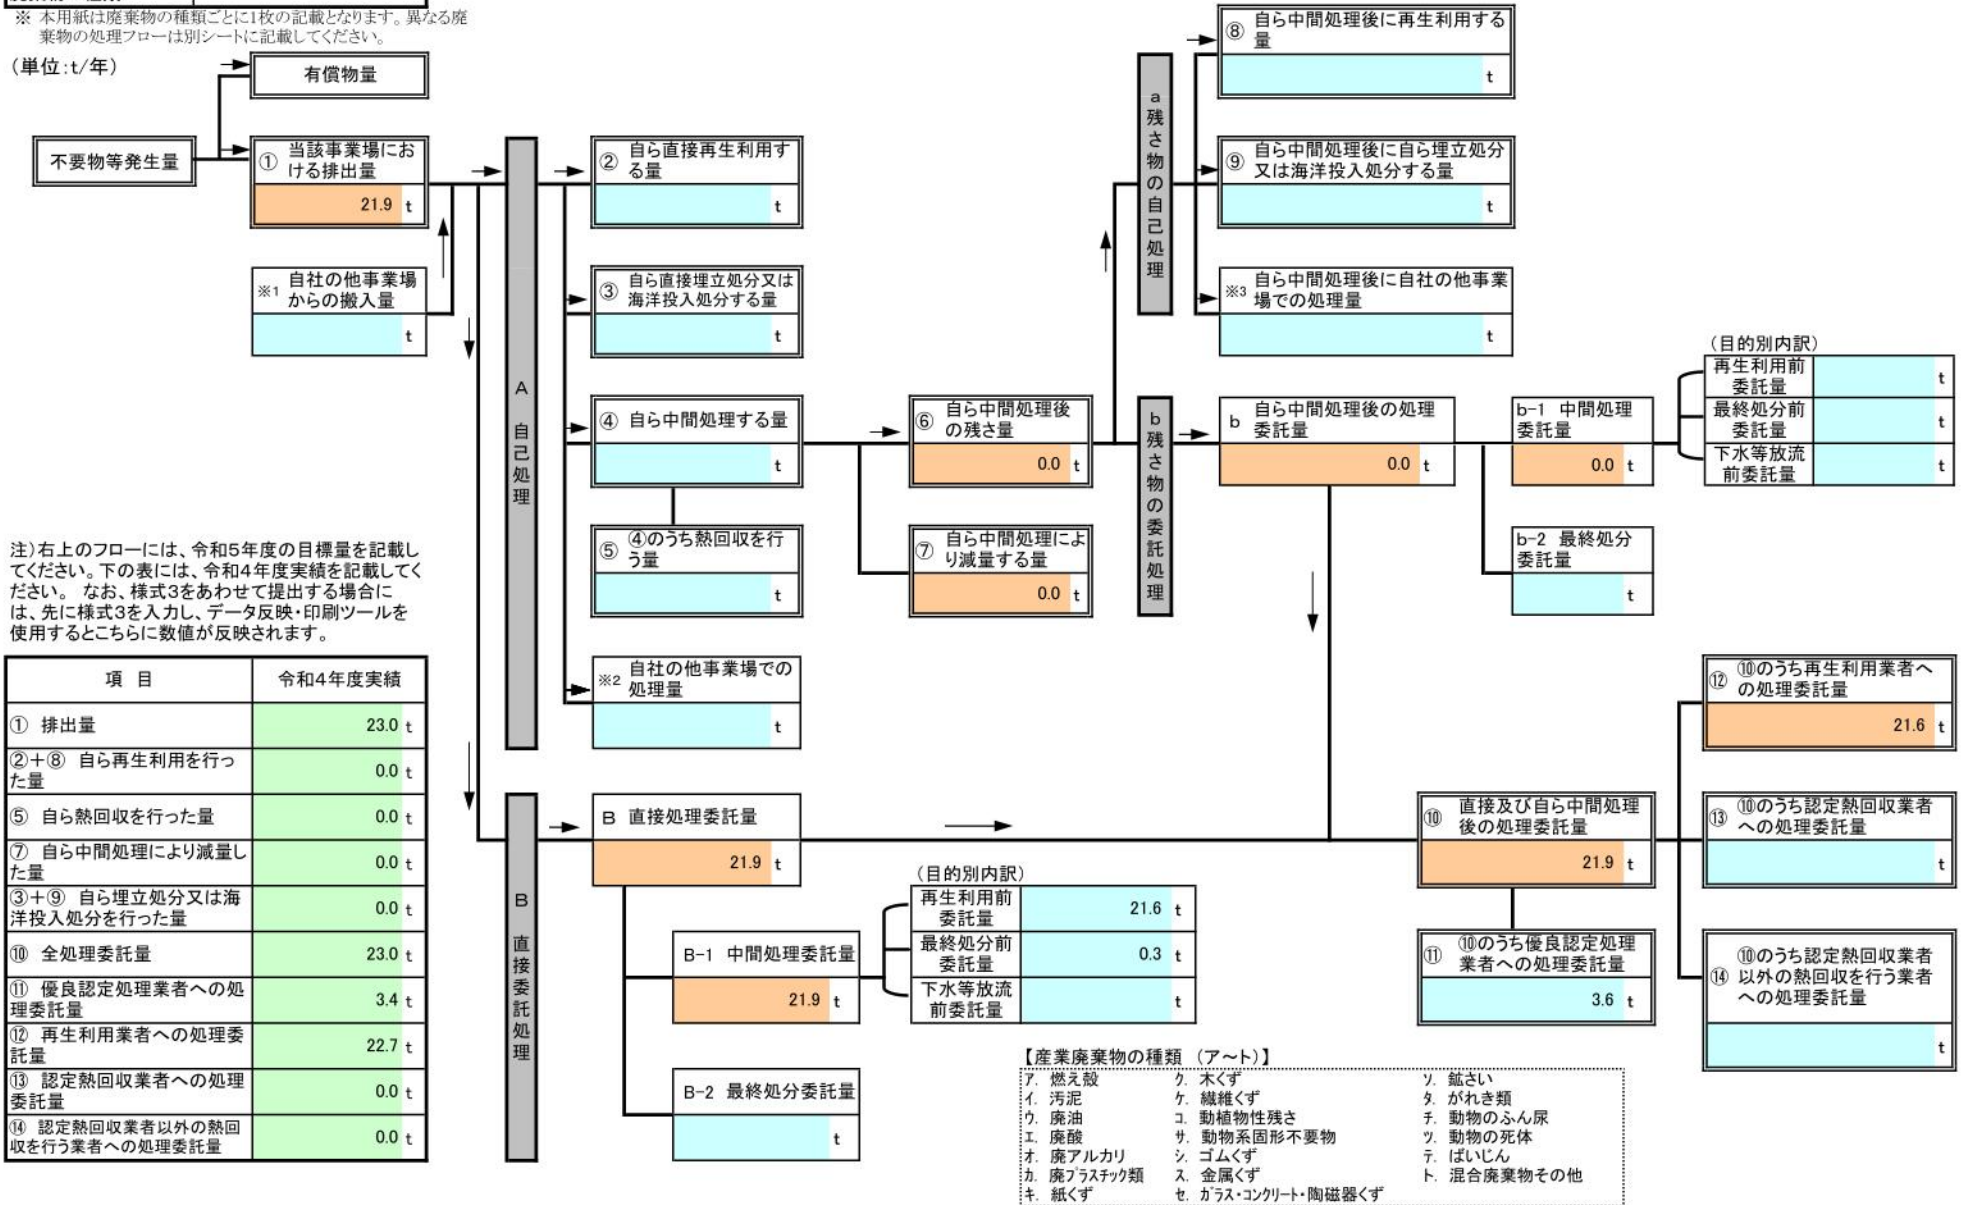 ※ 本用紙は廃棄物の種類ごとに1枚の記載となります。異なる廃
棄物の処理フローは別シートに記載してください。
(単位:t/年)
有償物量
不要物等発生量
① 当該事業場にお
ける排出量
21.9 t
※1 自社の他事業場
からの搬入量
t
A 自己処理
② 自ら直接再生利用す
る量
t
③ 自ら直接埋立処分又は
海洋投入処分する量
t
④ 自ら中間処理する量
t
⑤ ④のうち熱回収を行
う量
t
※2 自社の他事業場での
処理量
t
⑥ 自ら中間処理後
の残さ量
0.0 t
⑦ 自ら中間処理によ
り減量する量
0.0 t
a 残さ物の自己処理
⑧ 自ら中間処理後に再生利用する
量
t
⑨ 自ら中間処理後に自ら埋立処分
又は海洋投入処分する量
t
※3 自ら中間処理後に自社の他事業
場での処理量
t
b 残さ物の委託処理
b 自ら中間処理後の処理
委託量
0.0 t
b-1 中間処理
委託量
0.0 t
(目的別内訳)
再生利用前
委託量
t
最終処分前
委託量
t
下水等放流
前委託量
t
b-2 最終処分
委託量
t
注)右上のフローには、令和5年度の目標量を記載し
てください。下の表には、令和4年度実績を記載してく
ださい。 なお、様式3をあわせて提出する場合に
は、先に様式3を入力し、データ反映・印刷ツールを
使用するとこちらに数値が反映されます。
項 目 令和4年度実績
① 排出量 23.0 t
②+⑧ 自ら再生利用を行っ
た量 0.0 t
⑤ 自ら熱回収を行った量 0.0 t
⑦ 自ら中間処理により減量し
た量 0.0 t
③+⑨ 自ら埋立処分又は海
洋投入処分を行った量 0.0 t
⑩ 全処理委託量 23.0 t
⑪ 優良認定処理業者への処
理委託量 3.4 t
⑫ 再生利用業者への処理委
託量 22.7 t
⑬ 認定熱回収業者への処理
委託量 0.0 t
⑭ 認定熱回収業者以外の熱回
収を行う業者への処理委託量 0.0 t
B 直接委託処理
B 直接処理委託量
21.9 t
B-1 中間処理委託量
21.9 t
(目的別内訳)
再生利用前
委託量 21.6 t
最終処分前
委託量 0.3 t
下水等放流
前委託量 t
B-2 最終処分委託量
t
⑩ 直接及び自ら中間処理
後の処理委託量
21.9 t
⑪ ⑩のうち優良認定処理
業者への処理委託量
3.6 t
⑫ ⑩のうち再生利用業者へ
の処理委託量
21.6 t
⑬ ⑩のうち認定熱回収業者
への処理委託量
t
⑭ ⑩のうち認定熱回収業者
以外の熱回収を行う業者
への処理委託量
t
【産業廃棄物の種類 (ア~ト)】
ア. 燃え殻 ク. 木くず ソ. 鉱さい
イ. 汚泥 ケ. 繊維くず タ. がれき類
ウ. 廃油 コ. 動植物性残さ チ. 動物のふん尿
エ. 廃酸 サ. 動物系固形不要物 ツ. 動物の死体
オ. 廃アルカリ シ. ゴムくず テ. ばいじん
カ. 廃プラスチック類 ス. 金属くず ト. 混合廃棄物その他
キ. 紙くず セ. ガラス・コンクリート・陶磁器くず